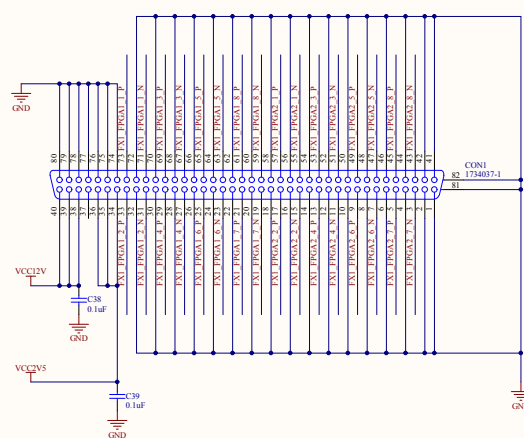 FX1_FPGA1_1_P
FX1_FPGA1_1_N
FX1_FPGA1_3_P
FX1_FPGA1_3_N
FX1_FPGA1_5_P
FX1_FPGA1_5_N
FX1_FPGA1_8_P
FX1_FPGA1_8_N
FX1_FPGA2_1_P
FX1_FPGA2_1_N
FX1_FPGA2_3_P
FX1_FPGA2_3_N
FX1_FPGA2_5_P
FX1_FPGA2_5_N
FX1_FPGA2_8_P
FX1_FPGA2_8_N
GND
80 79 78 77 76 75 74 73 72 71 70 69 68 67 66 65 64 63 62 61 60 59 58 57 56 55 54 53 52 51 50 49 48 47 46 45 44 43 42 41
CON1
82 1734037-1
81
40 39 38 37 36 35 34 33 32 31 30 29 28 27 26 25 24 23 22 21 20 19 18 17 16 15 14 13 12 11 10 9 8 7 6 5 4 3 2 1
FX1_FPGA1_2_P
FX1_FPGA1_2_N
FX1_FPGA1_4_P
FX1_FPGA1_4_N
FX1_FPGA1_6_P
FX1_FPGA1_6_N
FX1_FPGA1_7_P
FX1_FPGA1_7_N
FX1_FPGA2_2_P
FX1_FPGA2_2_N
FX1_FPGA2_4_P
FX1_FPGA2_4_N
FX1_FPGA2_6_P
FX1_FPGA2_6_N
FX1_FPGA2_7_P
FX1_FPGA2_7_N
VCC12V
C38
0.1uF
GND
VCC2V5
C39
0.1uF
GND
GND